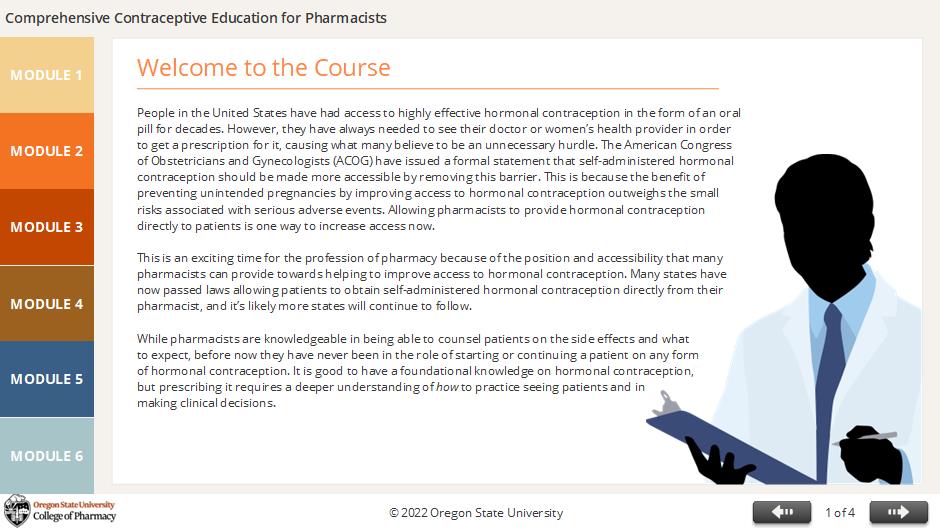 Comprehensive Contraceptive Education for Pharmacists
MODULE 1
MODULE 2
MODULE 3
MODULE 4
MODULE 5
MODULE 6
Welcome to the Course
People in the United States have had access to highly effective hormonal contraception in the form of an oral
pill for decades. However, they have always needed to see their doctor or women's health provider in order
to get a prescription for it, causing what many believe to be an unnecessary hurdle. The American Congress
of Obstetricians and Gynecologists (ACOG) have issued a formal statement that self-administered hormonal
contraception should be made more accessible by removing this barrier. This is because the benefit of
preventing unintended pregnancies by improving access to hormonal contraception outweighs the small
risks associated with serious adverse events. Allowing pharmacists to provide hormonal contraception
directly to patients is one way to increase access now.
This is an exciting time for the profession of pharmacy because of the position and accessibility that many
pharmacists can provide towards helping to improve access to hormonal contraception. Many states have
now passed laws allowing patients to obtain self-administered hormonal contraception directly from their
pharmacist, and it's likely more states will continue to follow.
While pharmacists are knowledgeable in being able to counsel patients on the side effects and what
to expect, before now they have never been in the role of starting or continuing a patient on any form
of hormonal contraception. It is good to have a foundational knowledge on hormonal contraception,
but prescribing it requires a deeper understanding of how to practice seeing patients and in
making clinical decisions.
Oregon State University
College of Pharmacy
© 2022 Oregon State University
1 of 4